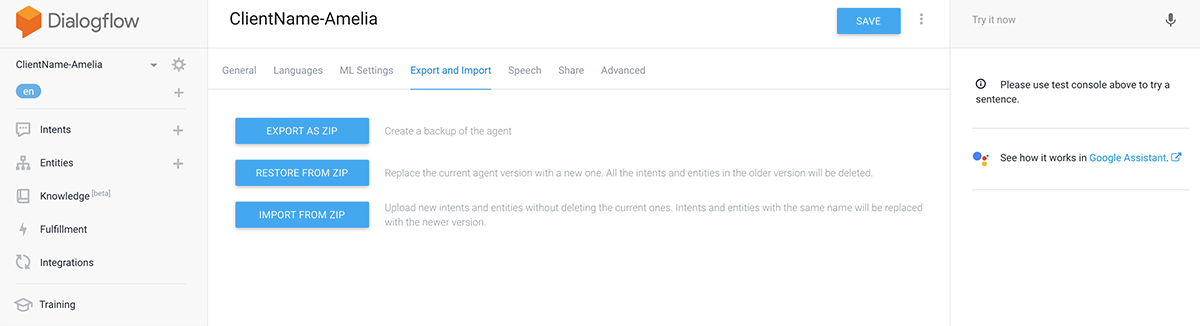 Dialogflow
ClientName-Amelia
en
Intents
Entities
Knowledge [beta]
Fulfillment
Integrations
Training
ClientName-Amelia
SAVE
General Languages ML Settings Export and Import Speech Share Advanced
EXPORT AS ZIP
Create a backup of the agent
RESTORE FROM ZIP
Replace the current agent version with a new one. All the intents and entities in the older version will be deleted.
IMPORT FROM ZIP
Upload new intents and entities without deleting the current ones. Intents and entities with the same name will be replaced
with the newer version.
Try it now
Please use test console above to try a
sentence.
See how it works in Google Assistant.